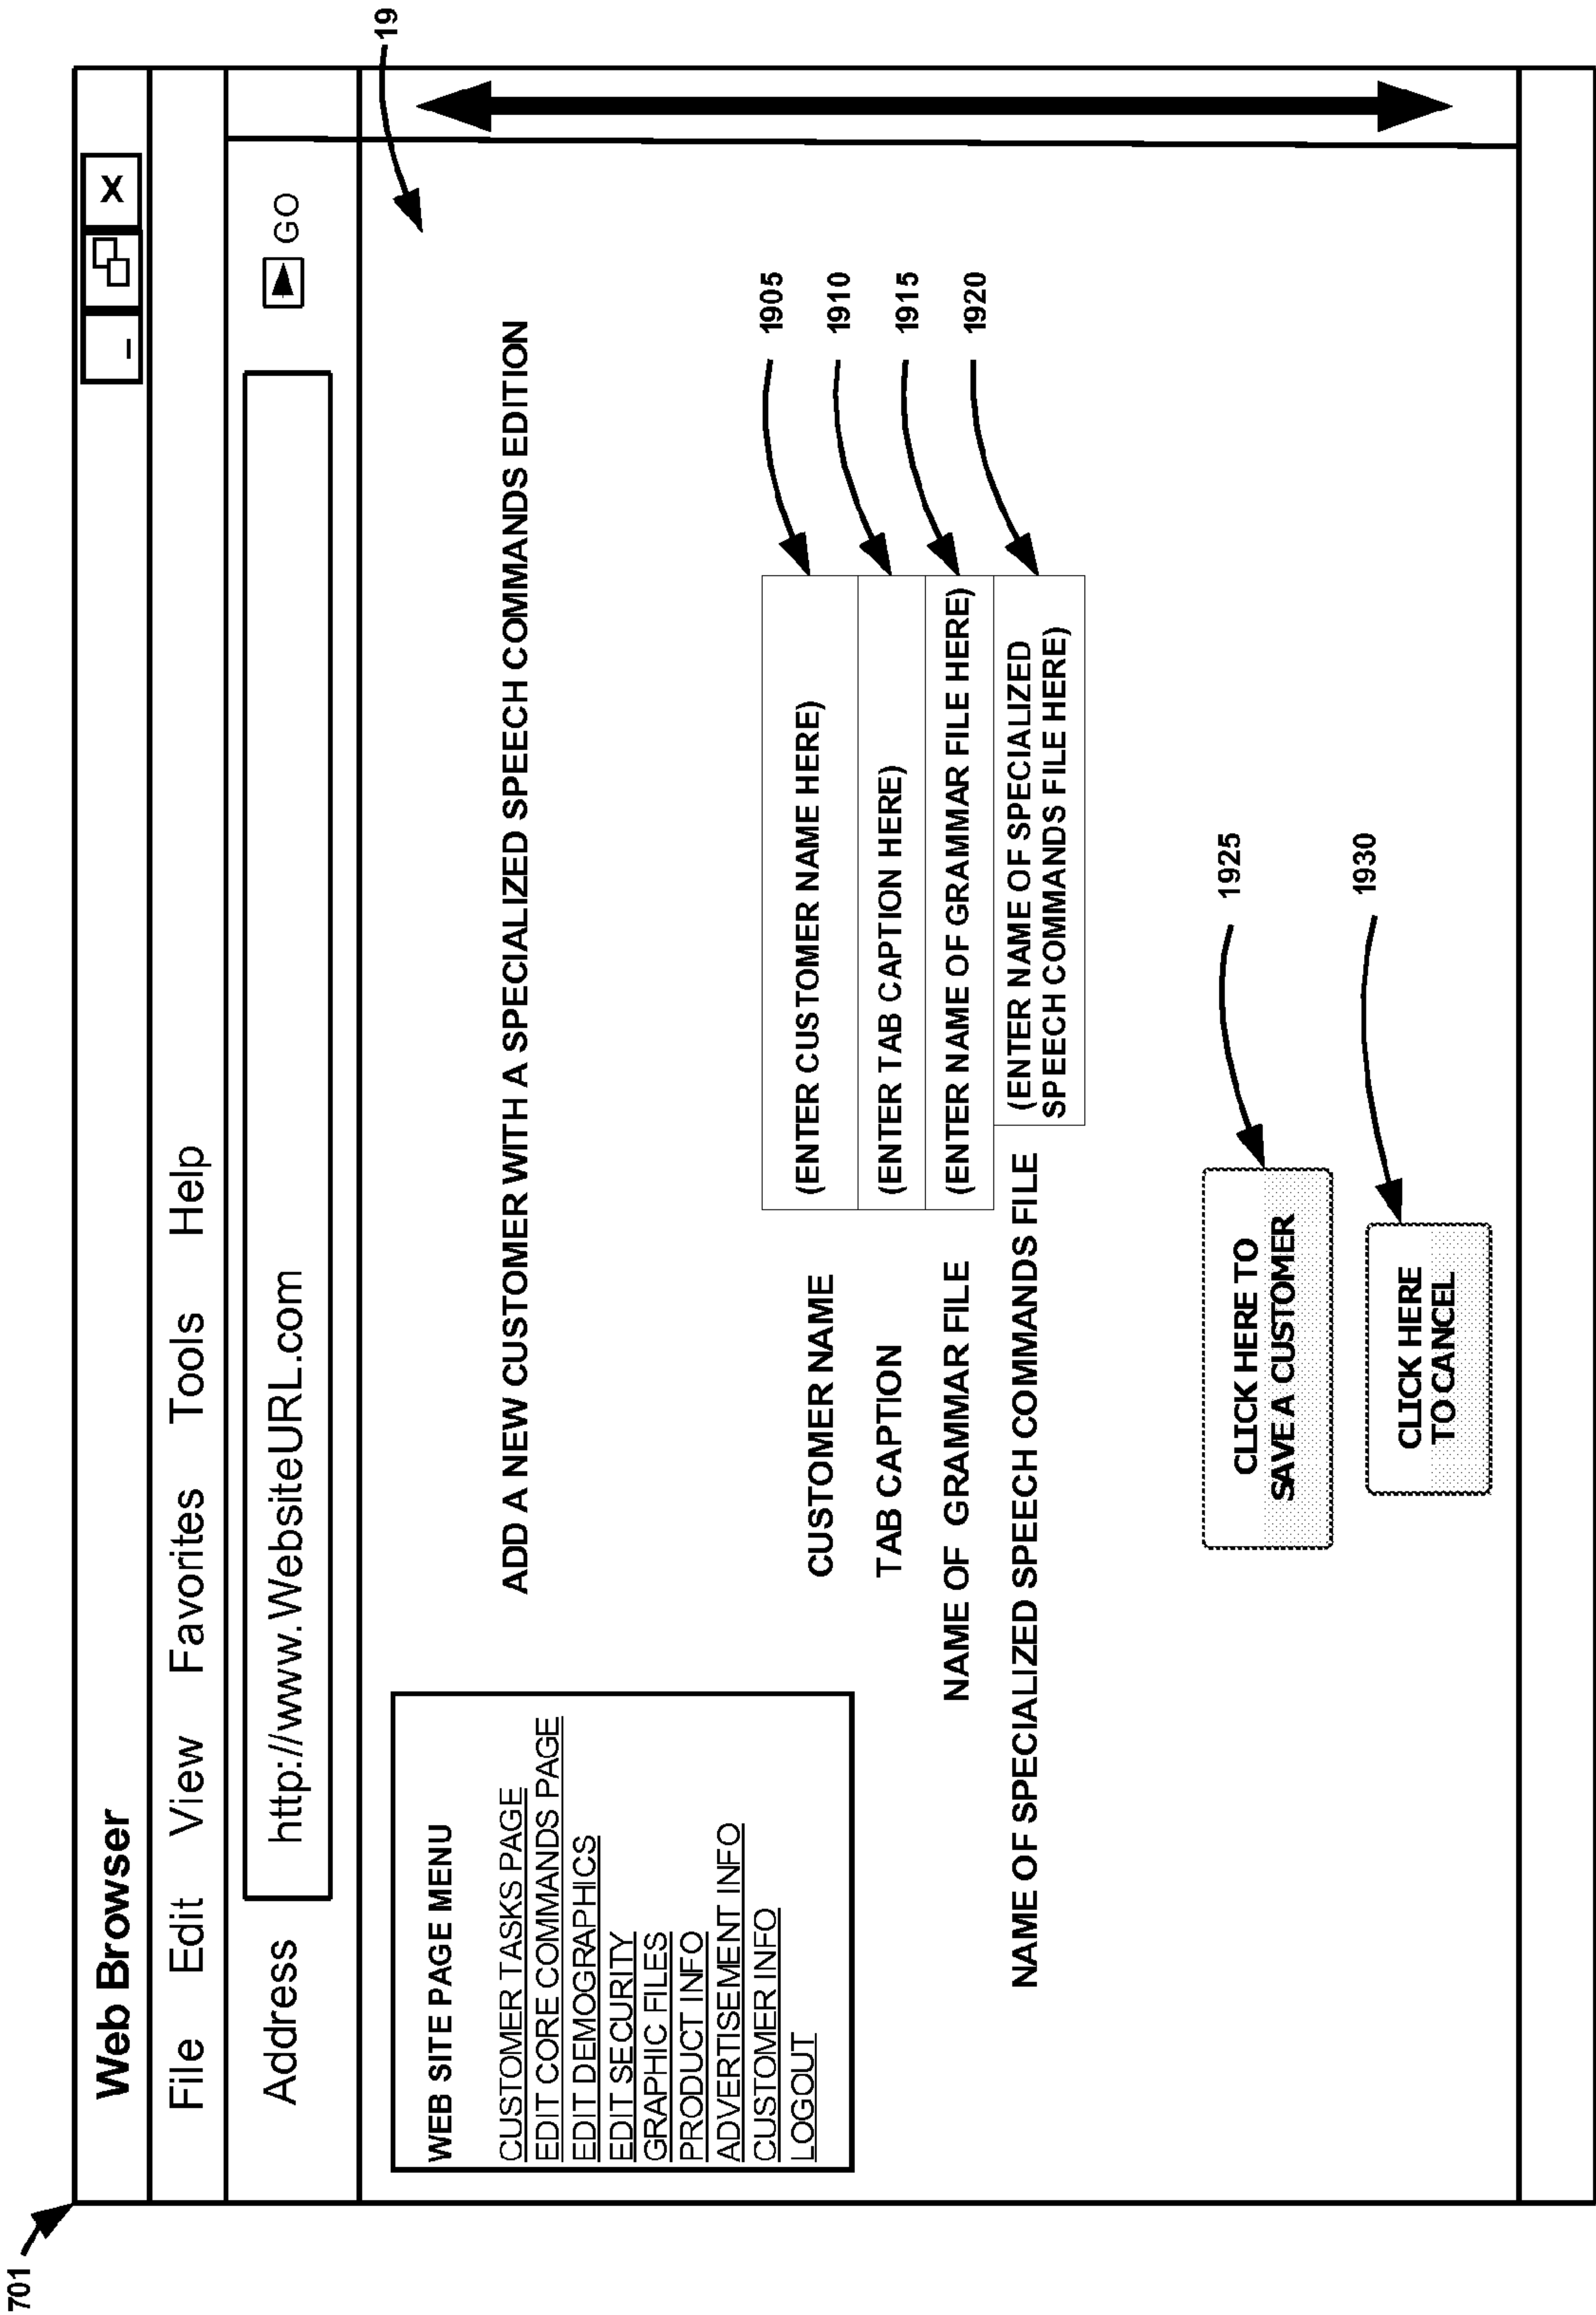 701
19
Web Browser
_ X
File Edit View Favorites Tools Help
Address http://www.WebsiteURL.com GO
WEB SITE PAGE MENU
CUSTOMER TASKS PAGE
EDIT CORE COMMANDS PAGE
EDIT DEMOGRAPHICS
EDIT SECURITY
GRAPHIC FILES
PRODUCT INFO
ADVERTISEMENT INFO
CUSTOMER INFO
LOGOUT
ADD A NEW CUSTOMER WITH A SPECIALIZED SPEECH COMMANDS EDITION
CUSTOMER NAME (ENTER CUSTOMER NAME HERE) 1905
TAB CAPTION (ENTER TAB CAPTION HERE) 1910
NAME OF GRAMMAR FILE (ENTER NAME OF GRAMMAR FILE HERE) 1915
NAME OF SPECIALIZED SPEECH COMMANDS FILE (ENTER NAME OF SPECIALIZED 1920
SPEECH COMMANDS FILE HERE)
CLICK HERE TO 1925
SAVE A CUSTOMER
CLICK HERE 1930
TO CANCEL